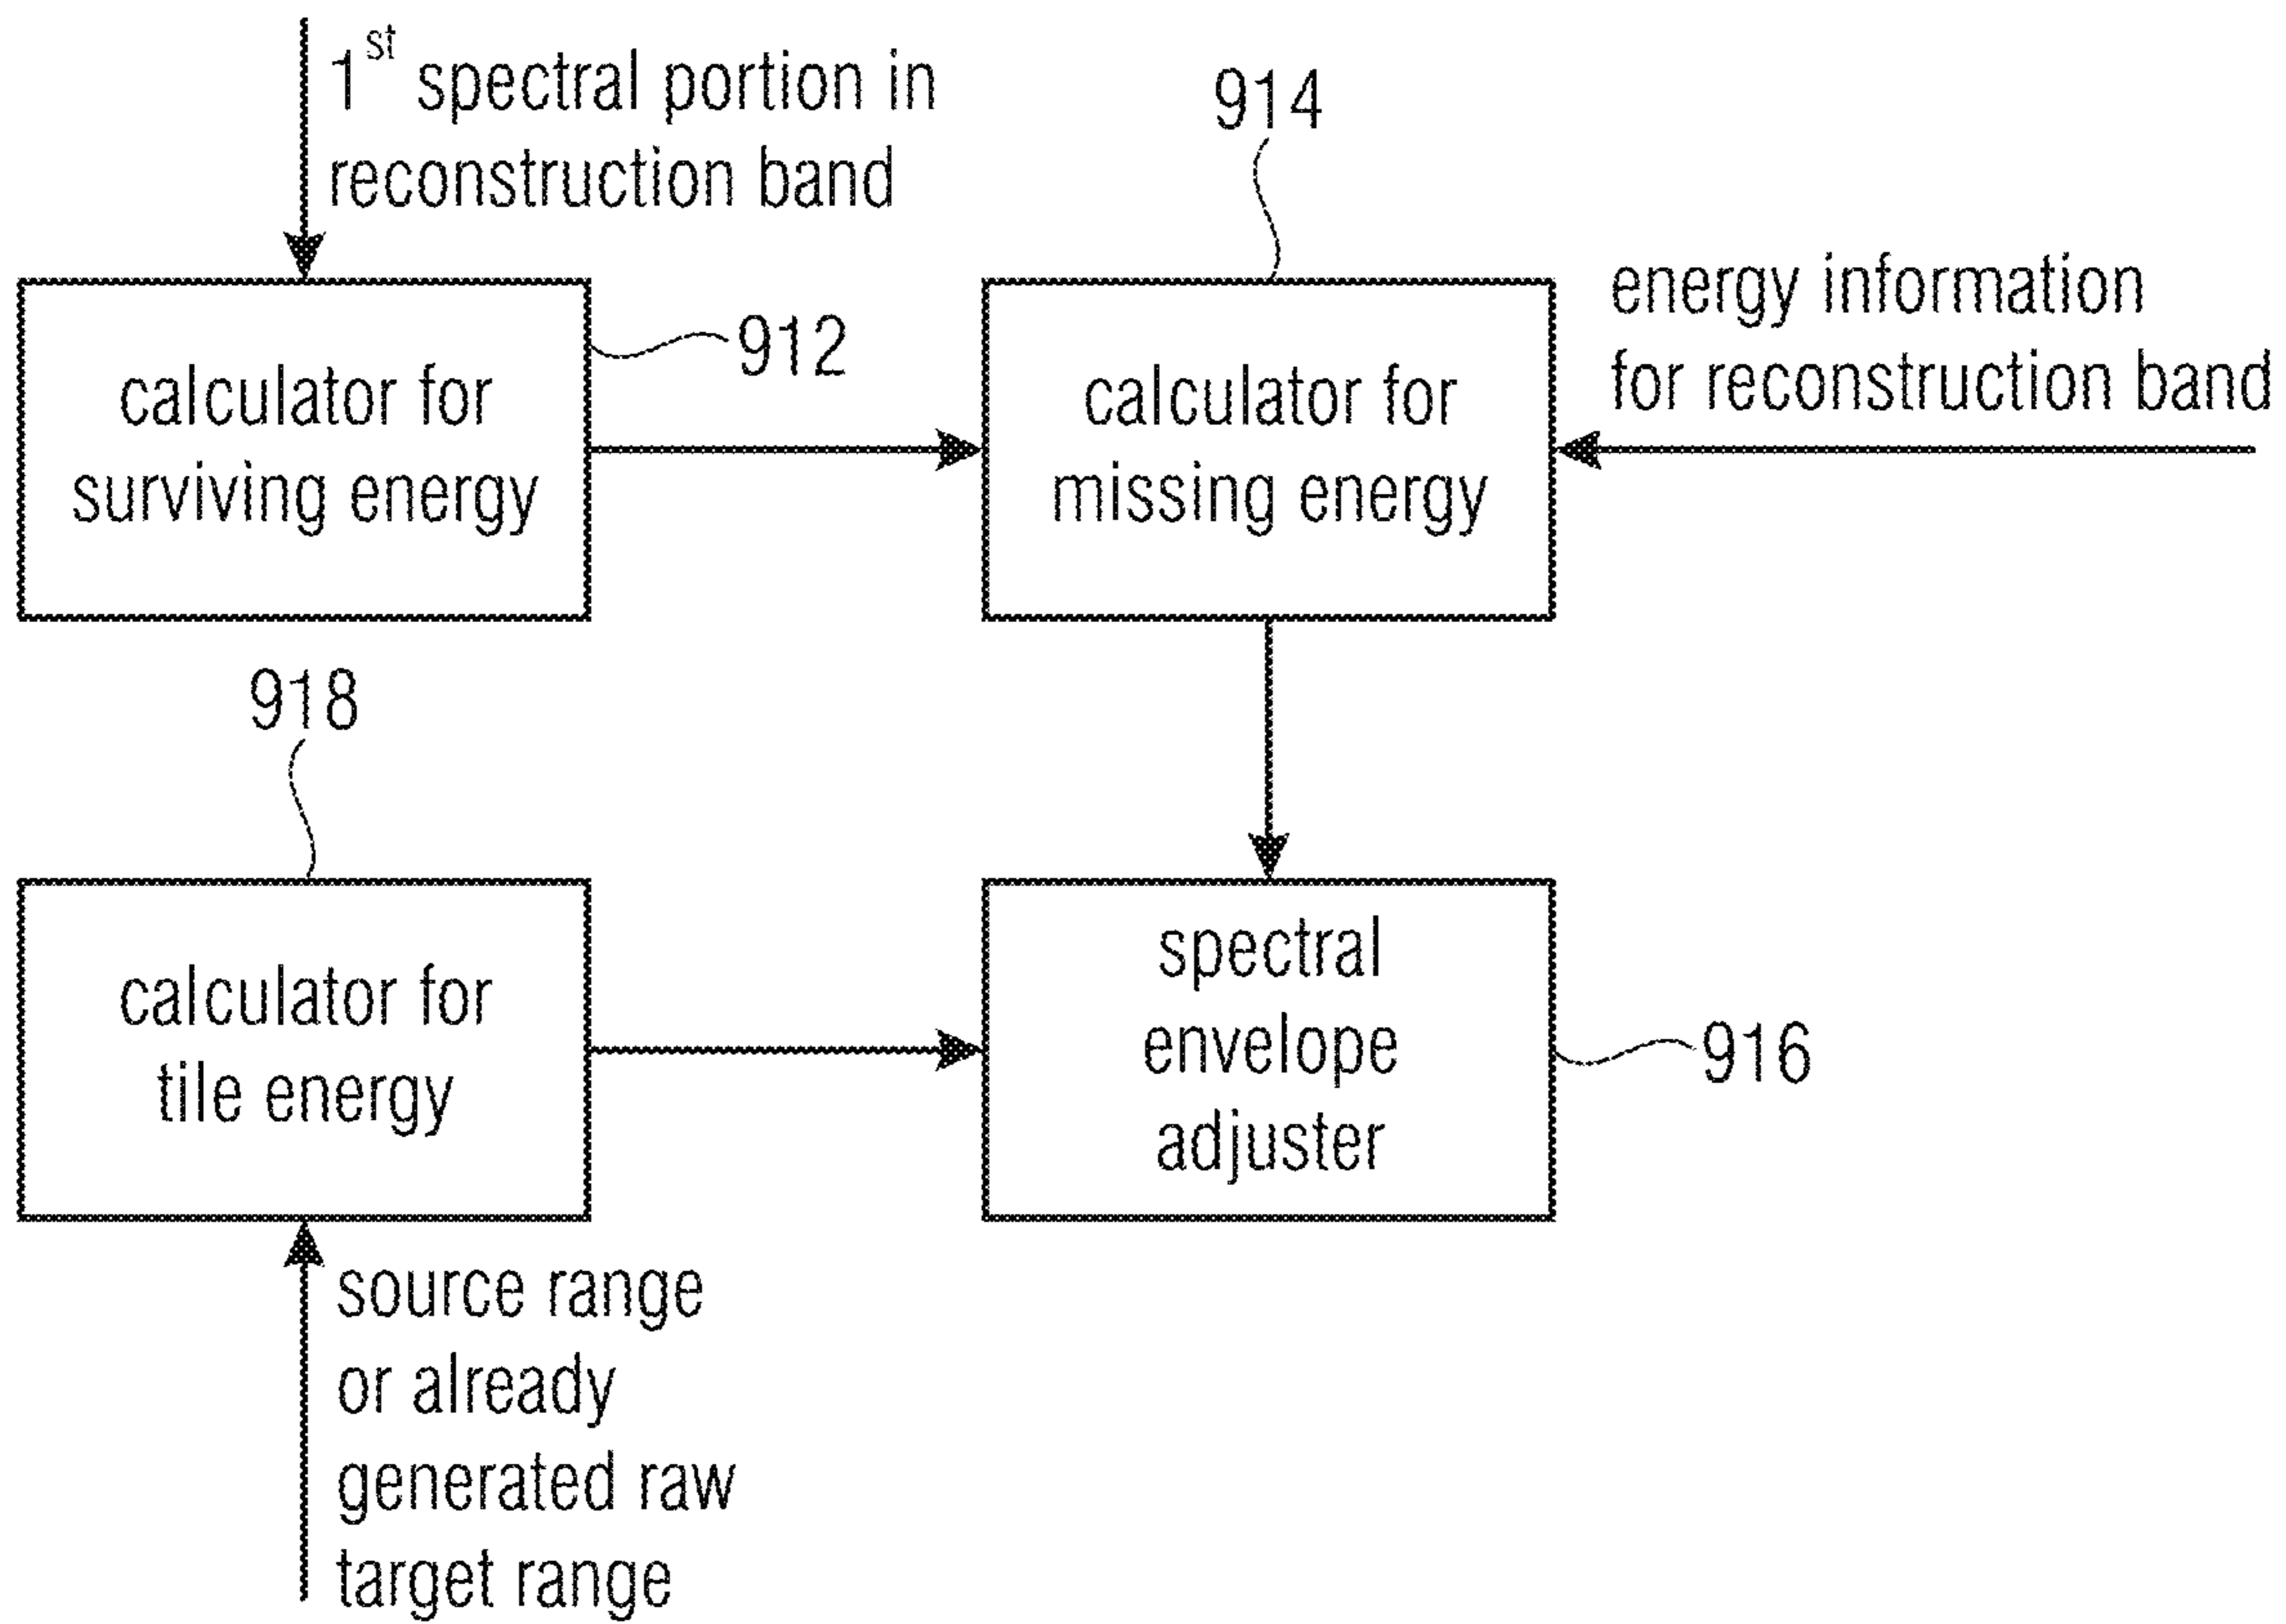 1st spectral portion in
reconstruction band
914
energy information
for reconstruction band
912
calculator for
surviving energy
calculator for
missing energy
918
calculator for
tile energy
spectral
envelope
adjuster
916
source range
or already
generated raw
target range